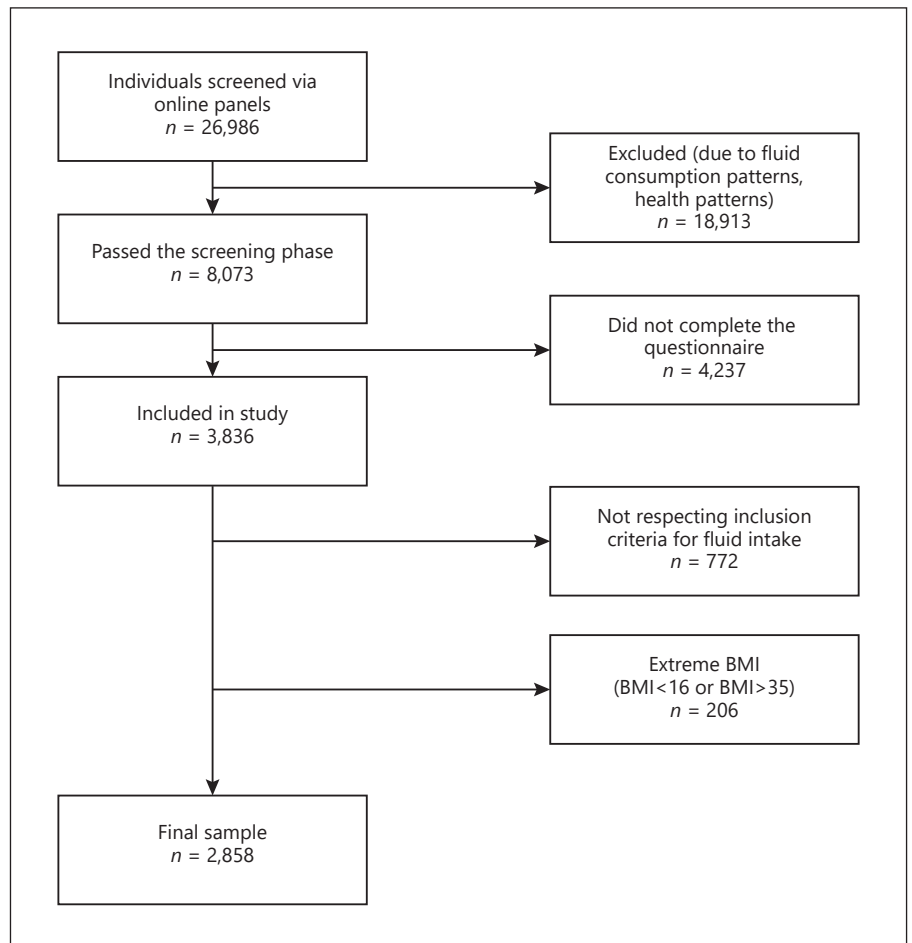 Individuals screened via
online panels
n = 26,986
Excluded (due to fluid
consumption patterns,
health patterns)
n = 18,913
Passed the screening phase
n = 8,073
Did not complete the
questionnaire
n = 4,237
Included in study
n = 3,836
Not respecting inclusion
criteria for fluid intake
n = 772
Extreme BMI
(BMI<16 or BMI>35)
n = 206
Final sample
n = 2,858